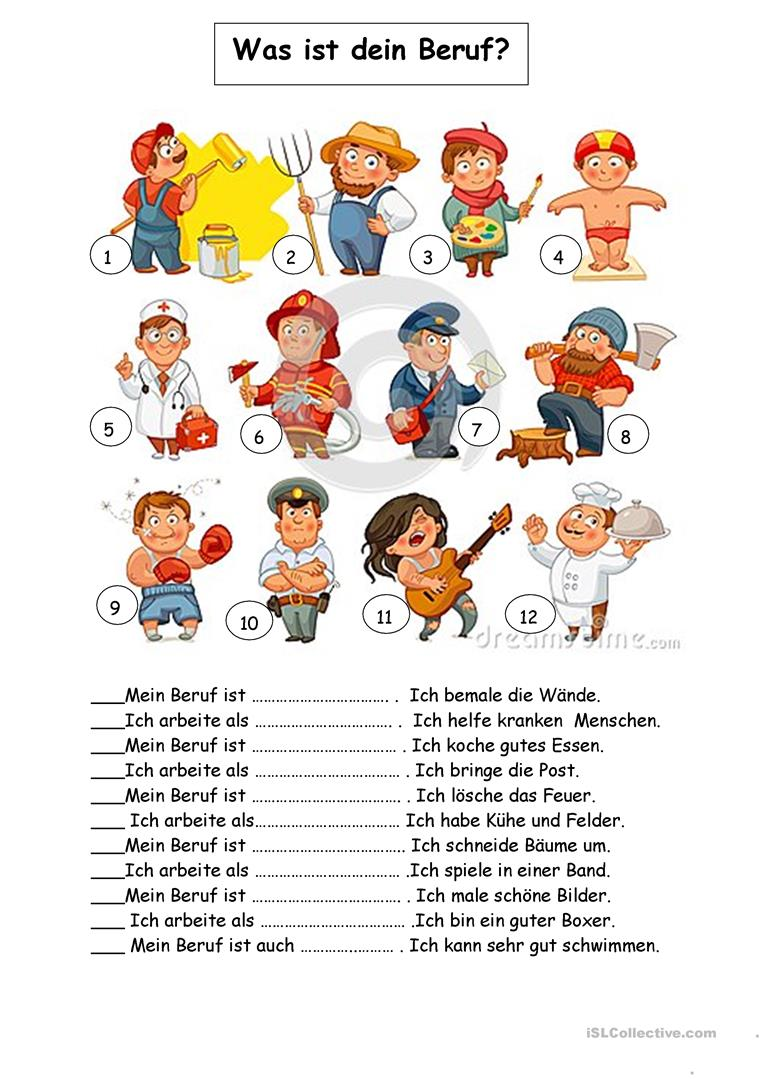 Was ist dein Beruf?
1
2
3
4
5
6
7
8
9
10
11
12
dreamstime.com
___Mein Beruf ist ……………………………. . Ich bemale die Wände.
___Ich arbeite als ……………………………. . Ich helfe kranken Menschen.
___Mein Beruf ist ……………………………… . Ich koche gutes Essen.
___Ich arbeite als ……………………………… . Ich bringe die Post.
___Mein Beruf ist ………………………………. . Ich lösche das Feuer.
___ Ich arbeite als……………………………… Ich habe Kühe und Felder.
___Mein Beruf ist ……………………………….. Ich schneide Bäume um.
___Ich arbeite als ……………………………… .Ich spiele in einer Band.
___Mein Beruf ist ………………………………. . Ich male schöne Bilder.
___ Ich arbeite als ……………………………… .Ich bin ein guter Boxer.
___ Mein Beruf ist auch …………..……… . Ich kann sehr gut schwimmen.
iSLCollective.com